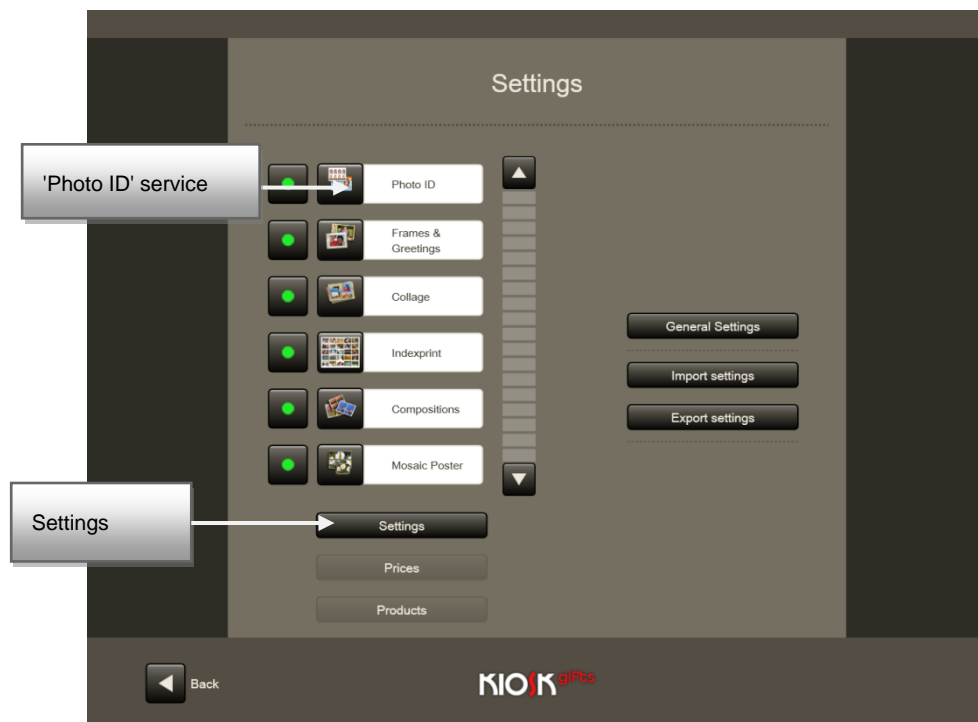 Settings
'Photo ID' service
Photo ID
Frames &
Greetings
Collage
Indexprint
Compositions
Mosaic Poster
General Settings
Import settings
Export settings
Settings
Settings
Prices
Products
Back
KIOSK gifts